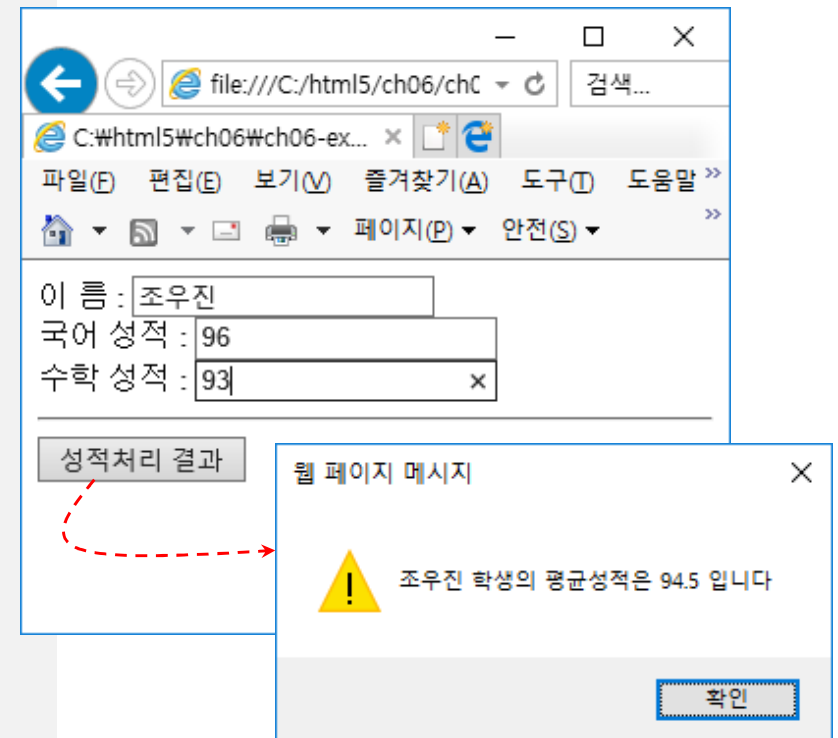 file:///C:/html5/ch06/ch0
검색...
C:₩html5₩ch06₩ch06-ex...
파일(F) 편집(E) 보기(V) 즐겨찾기(A) 도구(T) 도움말 »
페이지(P) 안전(S) »
이 름 : 조우진
국어 성적 : 96
수학 성적 : 93
성적처리 결과
웹 페이지 메시지
조우진 학생의 평균성적은 94.5 입니다
확인